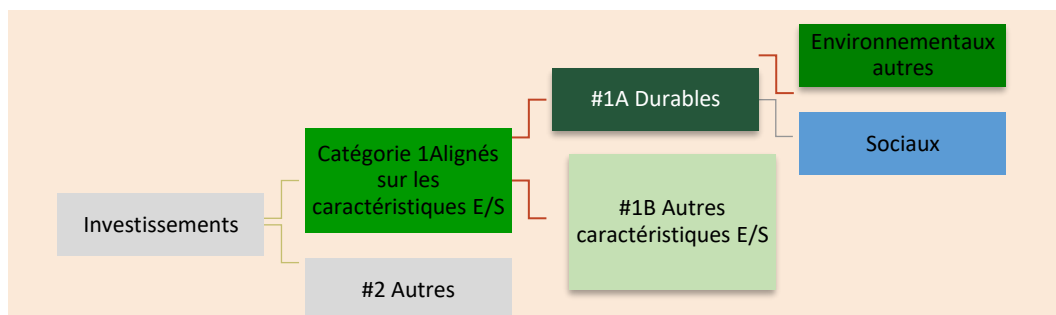 Investissements
Catégorie 1Alignés
sur les
caractéristiques E/S
#2 Autres
#1A Durables
#1B Autres
caractéristiques E/S
Environnementaux
autres
Sociaux